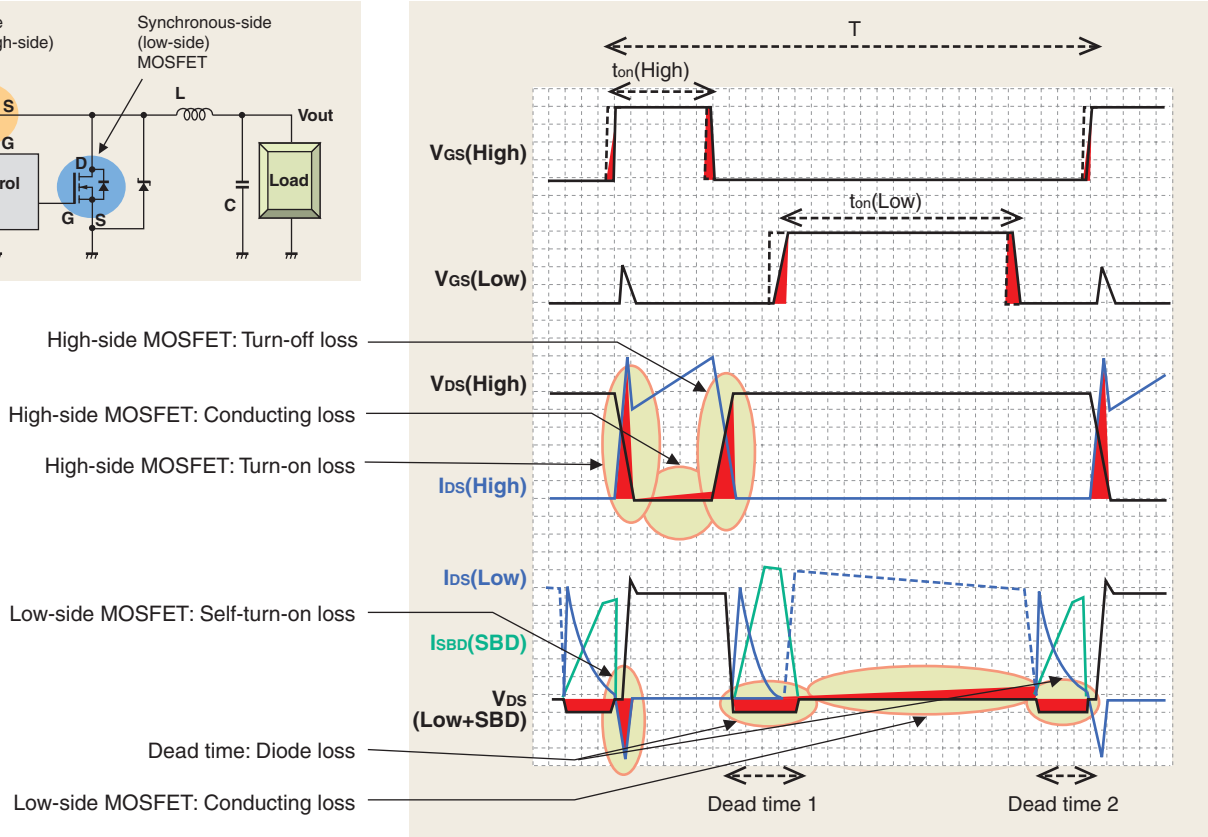 e
gh-side)
Synchronous-side
(low-side)
MOSFET
S
G
rol
D
G
S
L
C
Vout
Load
T
ton(High)
VGS(High)
ton(Low)
VGS(Low)
High-side MOSFET: Turn-off loss
VDS(High)
High-side MOSFET: Conducting loss
High-side MOSFET: Turn-on loss
IDS(High)
IDS(Low)
Low-side MOSFET: Self-turn-on loss
ISBD(SBD)
VDS
(Low+SBD)
Dead time: Diode loss
Low-side MOSFET: Conducting loss
Dead time 1
Dead time 2